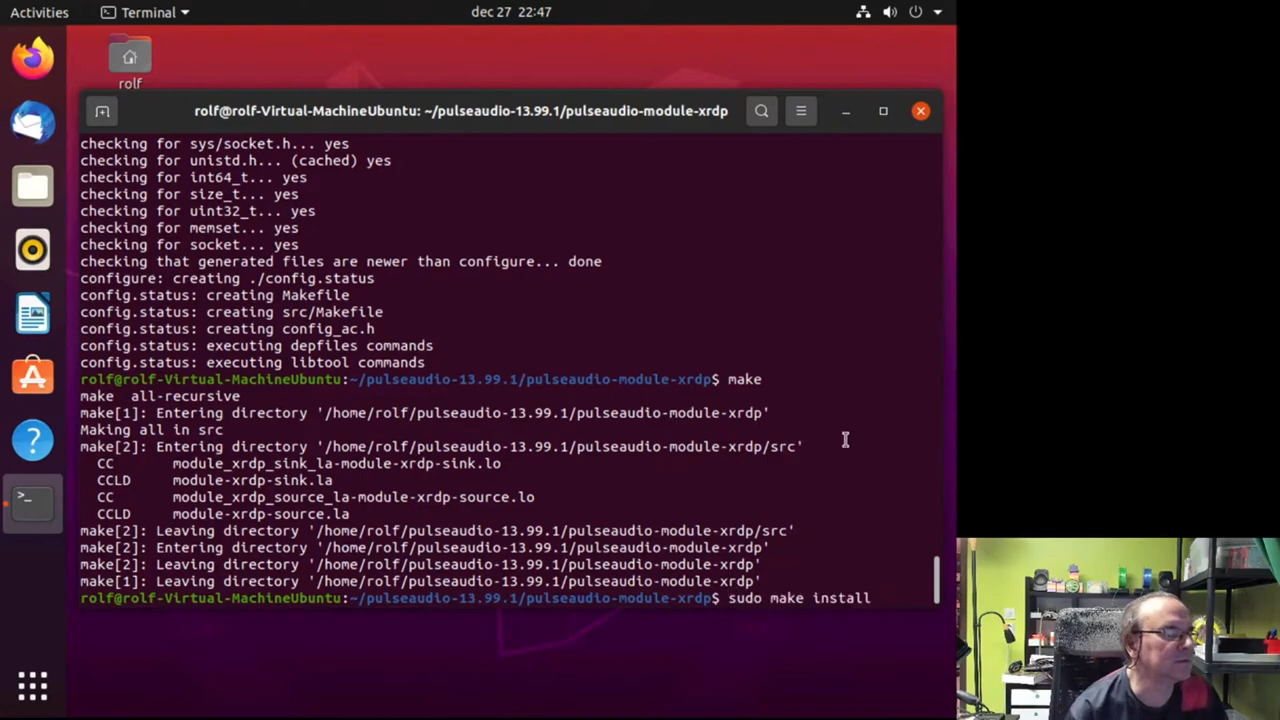 Activities
Terminal
dec 27 22:47
rolf
rolf@rolf-Virtual-MachineUbuntu: ~/pulseaudio-13.99.1/pulseaudio-module-xrdp
checking for sys/socket.h... yes
checking for unistd.h... (cached) yes
checking for int64_t... yes
checking for size_t... yes
checking for uint32_t... yes
checking for memset... yes
checking for socket... yes
checking that generated files are newer than configure... done
configure: creating ./config.status
config.status: creating Makefile
config.status: creating src/Makefile
config.status: creating config_ac.h
config.status: executing depfiles commands
config.status: executing libtool commands
rolf@rolf-Virtual-MachineUbuntu:~/pulseaudio-13.99.1/pulseaudio-module-xrdp$ make
make  all-recursive
make[1]: Entering directory '/home/rolf/pulseaudio-13.99.1/pulseaudio-module-xrdp'
Making all in src
make[2]: Entering directory '/home/rolf/pulseaudio-13.99.1/pulseaudio-module-xrdp/src'
  CC       module_xrdp_sink_la-module-xrdp-sink.lo
  CCLD     module-xrdp-sink.la
  CC       module_xrdp_source_la-module-xrdp-source.lo
  CCLD     module-xrdp-source.la
make[2]: Leaving directory '/home/rolf/pulseaudio-13.99.1/pulseaudio-module-xrdp/src'
make[2]: Entering directory '/home/rolf/pulseaudio-13.99.1/pulseaudio-module-xrdp'
make[2]: Leaving directory '/home/rolf/pulseaudio-13.99.1/pulseaudio-module-xrdp'
make[1]: Leaving directory '/home/rolf/pulseaudio-13.99.1/pulseaudio-module-xrdp'
rolf@rolf-Virtual-MachineUbuntu:~/pulseaudio-13.99.1/pulseaudio-module-xrdp$ sudo make install